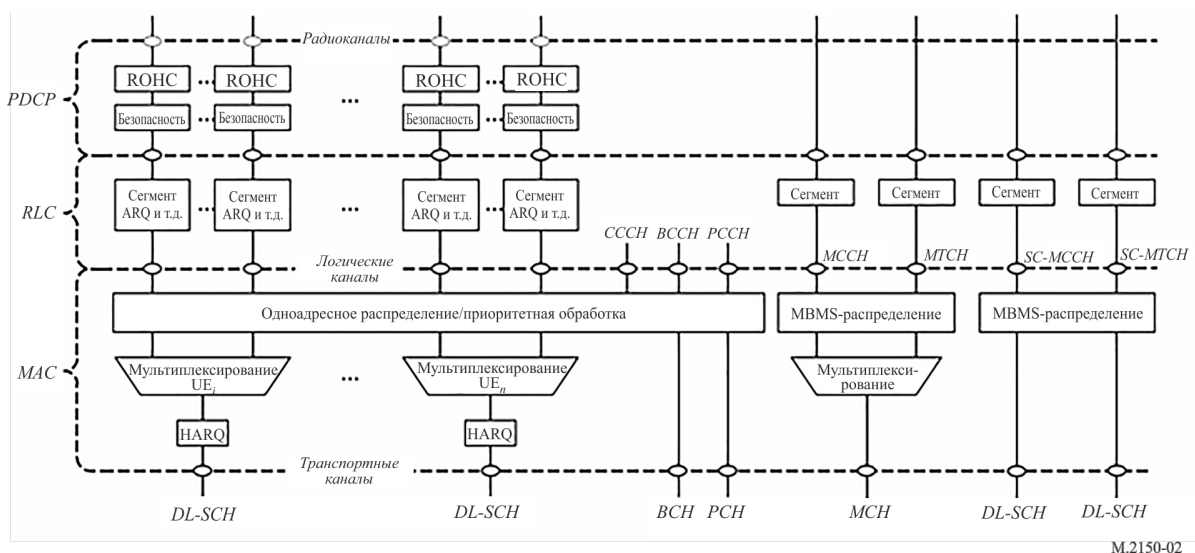 Радиоканалы
ROHC ... ROHC ... ROHC ... ROHC
PDCP
Безопасность ... Безопасность Безопасность ... Безопасность
Сегмент
ARQ и т.д.
...
Сегмент
ARQ и т.д.
...
Сегмент
ARQ и т.д.
...
Сегмент
ARQ и т.д.
Сегмент Сегмент Сегмент Сегмент
RLC
CCCH BCCH PCCH
Логические
каналы
MCCH MTCH SC-MCCH SC-MTCH
Одноадресное распределение/приоритетная обработка
MBMS-распределение
MBMS-распределение
MAC
Мультиплексирование
UEi
...
Мультиплексирование
UEn
Мультиплекси-
рование
HARQ HARQ
Транспортные
каналы
DL-SCH DL-SCH BCH PCH MCH DL-SCH DL-SCH
M.2150-02